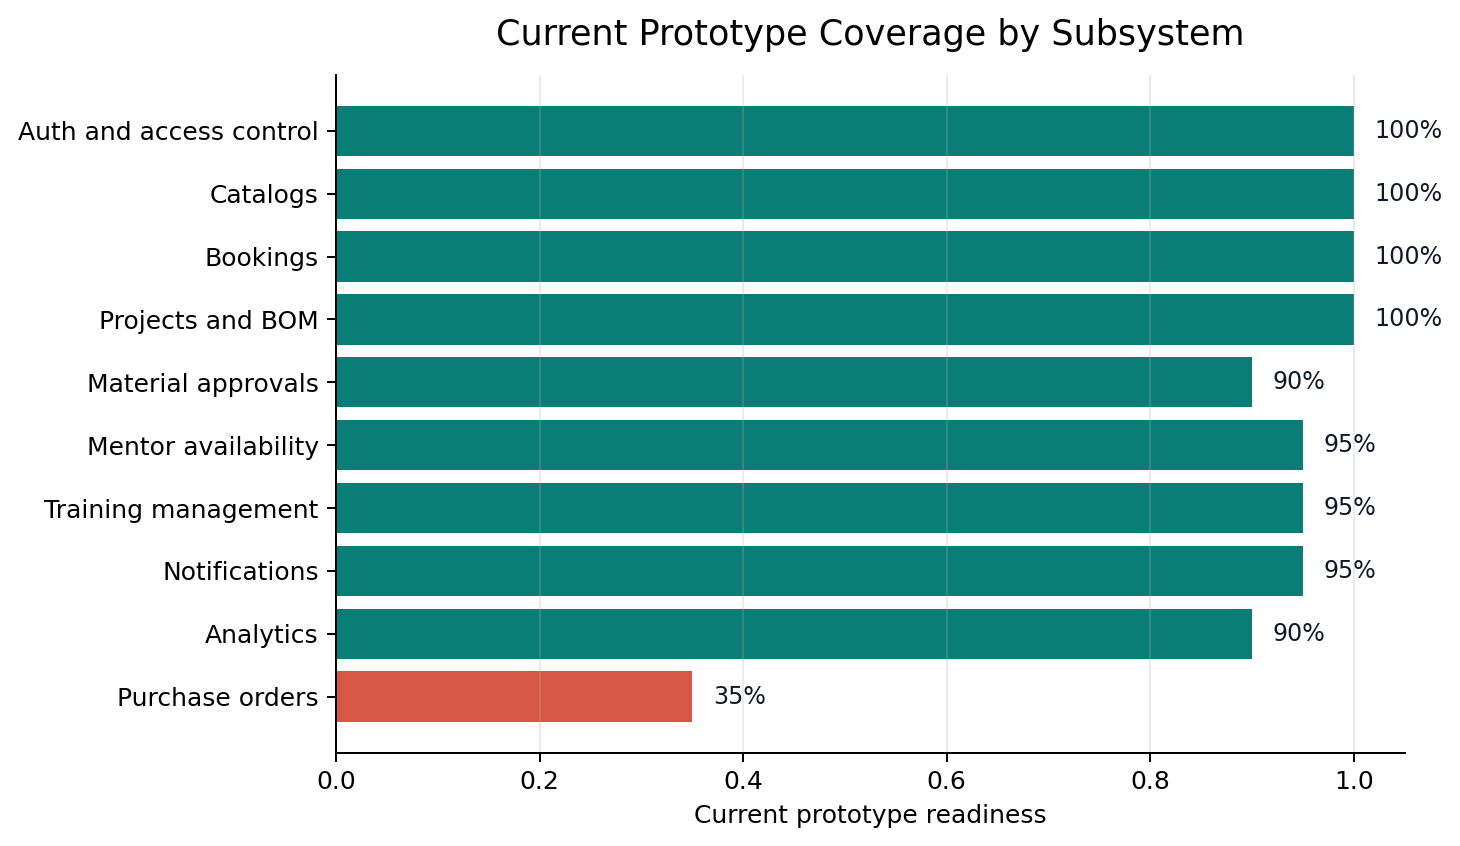 Current Prototype Coverage by Subsystem
Auth and access control 100%
Catalogs 100%
Bookings 100%
Projects and BOM 100%
Material approvals 90%
Mentor availability 95%
Training management 95%
Notifications 95%
Analytics 90%
Purchase orders 35%
0.0 0.2 0.4 0.6 0.8 1.0
Current prototype readiness